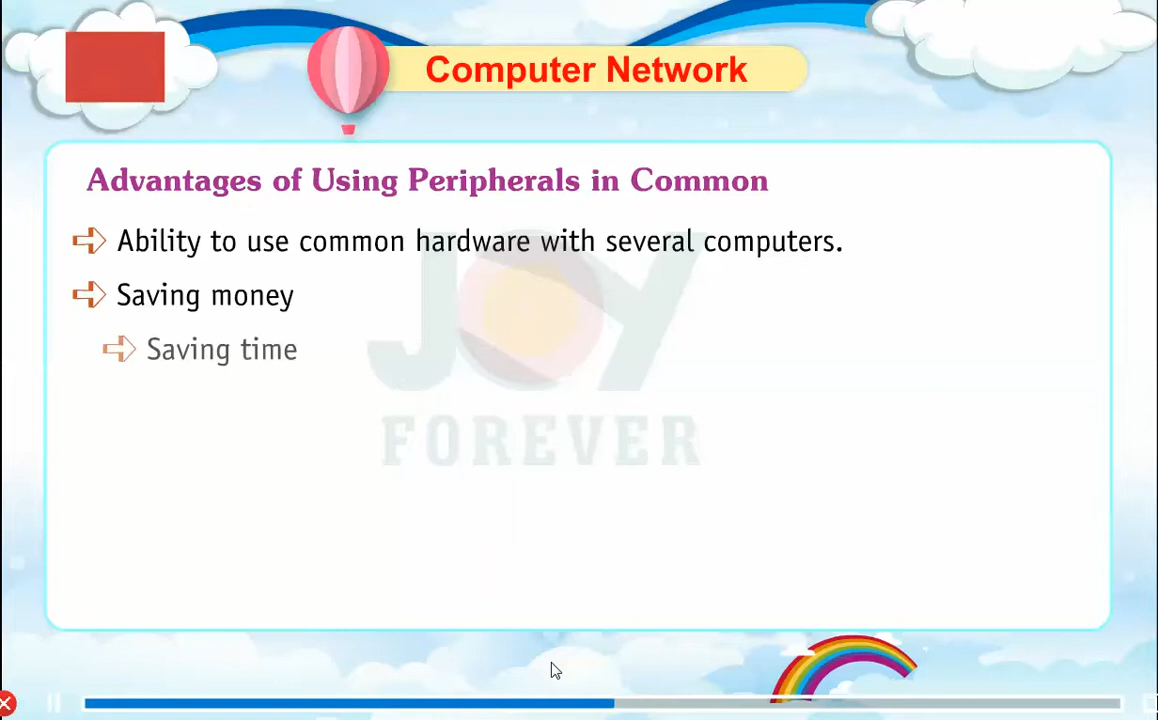 Computer Network
Advantages of Using Peripherals in Common
Ability to use common hardware with several computers.
Saving money
Saving time
JOY
FOREVER